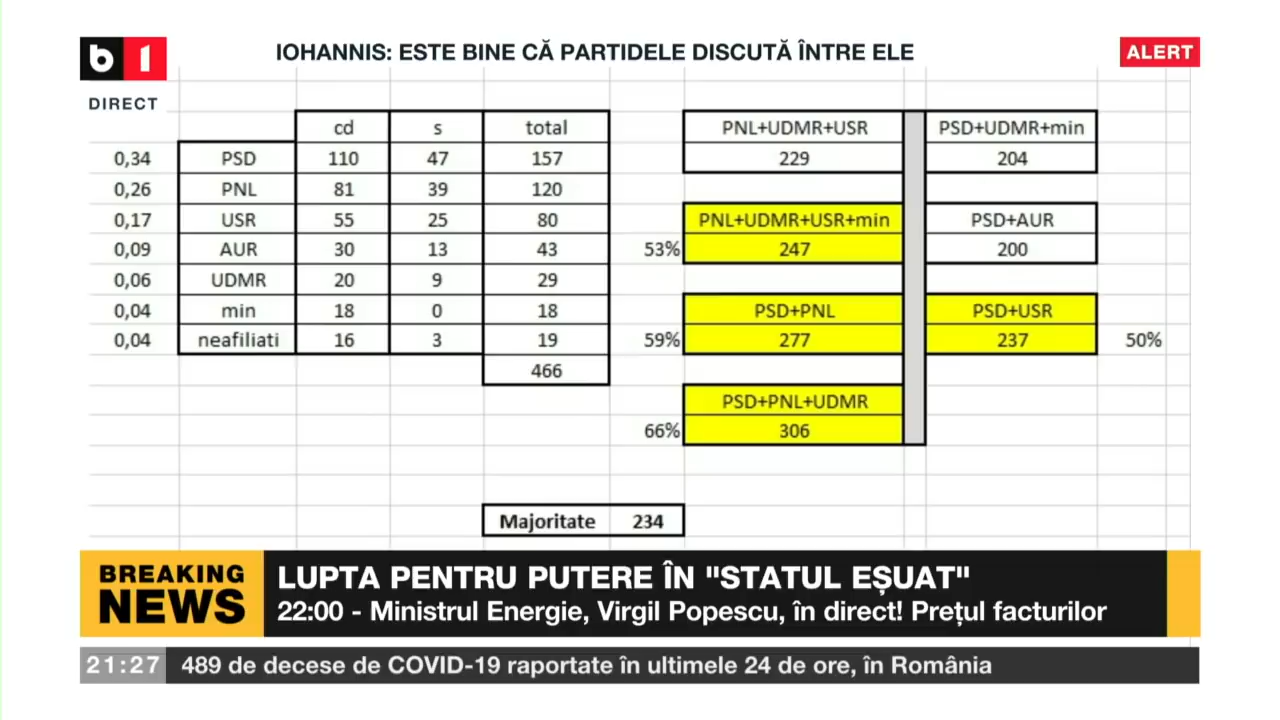 IOHANNIS: ESTE BINE CĂ PARTIDELE DISCUTĂ ÎNTRE ELE
ALERT
b1
DIRECT
cd s total PNL+UDMR+USR PSD+UDMR+min
0,34 PSD 110 47 157 229 204
0,26 PNL 81 39 120
0,17 USR 55 25 80 PNL+UDMR+USR+min PSD+AUR
0,09 AUR 30 13 43 53% 247 200
0,06 UDMR 20 9 29
0,04 min 18 0 18 PSD+PNL PSD+USR
0,04 neafiliati 16 3 19 59% 277 237 50%
466
PSD+PNL+UDMR
66% 306
Majoritate 234
BREAKING NEWS
LUPTA PENTRU PUTERE ÎN "STATUL EȘUAT"
22:00 - Ministrul Energie, Virgil Popescu, în direct! Prețul facturilor
21:27 489 de decese de COVID-19 raportate în ultimele 24 de ore, în România